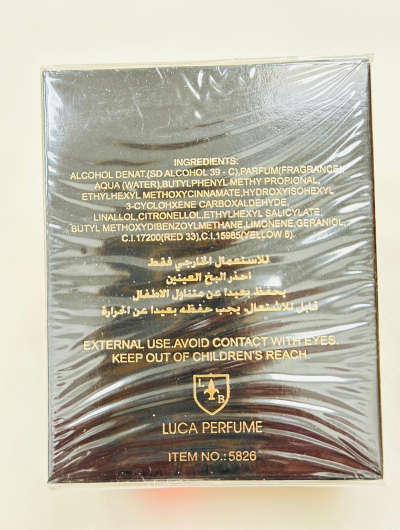 INGREDIENTS:
ALCOHOL DENAT.(SD ALCOHOL 39 - C),PARFUM(FRAGRANCE),
AQUA (WATER),BUTYLPHENYL METHY PROPIONAL,
ETHYLHEXYL METHOXYCINNAMATE,HYDROXYISOHEXYL
3-CYCLOHXENE CARBOXALDEHYDE,
LINALLOL,CITRONELLOL,ETHYLHEXYL SALICYLATE,
BUTYL METHOXYDIBENZOYLMETHANE,LIMONENE,GERANIOL,
C.I.17200(RED 33),C.I.15985(YELLOW 6).
للاستعمال الخارجي فقط
احذر البخ العينين
يحفظ بعيدا عن متناول الاطفال
قابل للاشتعال، يجب حفظه بعيدا عن الحرارة
EXTERNAL USE.AVOID CONTACT WITH EYES.
KEEP OUT OF CHILDREN'S REACH.
L B
LUCA PERFUME
ITEM NO.:5826